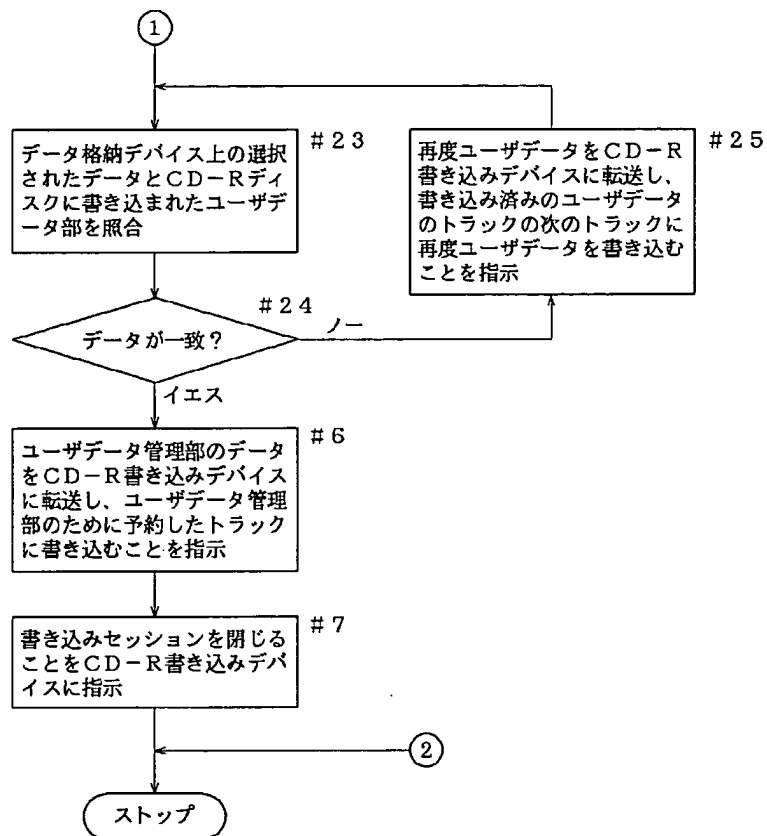 1
#23
データ格納デバイス上の選択
されたデータとCD-Rディ
スクに書き込まれたユーザデ
ータ部を照合
#25
再度ユーザデータをCD-R
書き込みデバイスに転送し、
書き込み済みのユーザデータ
のトラックの次のトラックに
再度ユーザデータを書き込む
ことを指示
#24
データが一致?
ノー
イエス
#6
ユーザデータ管理部のデータ
をCD-R書き込みデバイス
に転送し、ユーザデータ管理
部のために予約したトラック
に書き込むことを指示
#7
書き込みセッションを閉じる
ことをCD-R書き込みデバ
イスに指示
2
ストップ